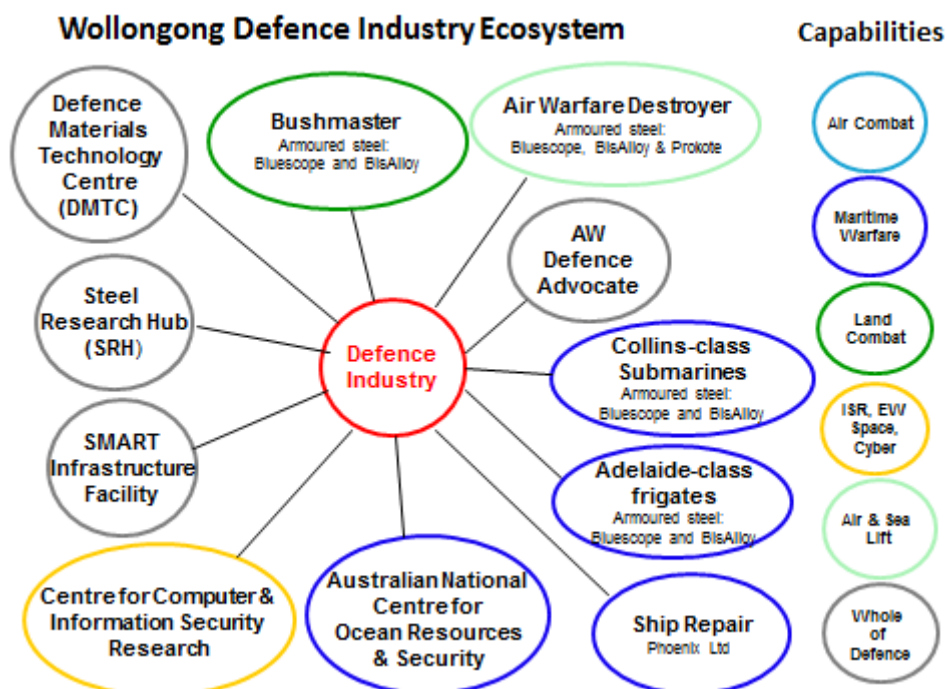 Wollongong Defence Industry Ecosystem
Capabilities
Defence
Materials
Technology
Centre
(DMTC)
Bushmaster
Armoured steel:
Bluescope and BisAlloy
Air Warfare Destroyer
Armoured steel:
Bluescope, BisAlloy & Prokote
AW
Defence
Advocate
Steel
Research Hub
(SRH)
Defence
Industry
Collins-class
Submarines
Armoured steel:
Bluescope and BisAlloy
SMART
Infrastructure
Facility
Adelaide-class
frigates
Armoured steel:
Bluescope and BisAlloy
Centre for Computer &
Information Security
Research
Australian National
Centre for
Ocean Resources
& Security
Ship Repair
Phoenix Ltd
Air Combat
Maritime
Warfare
Land
Combat
ISR, EW
Space,
Cyber
Air & Sea
Lift
Whole
of
Defence